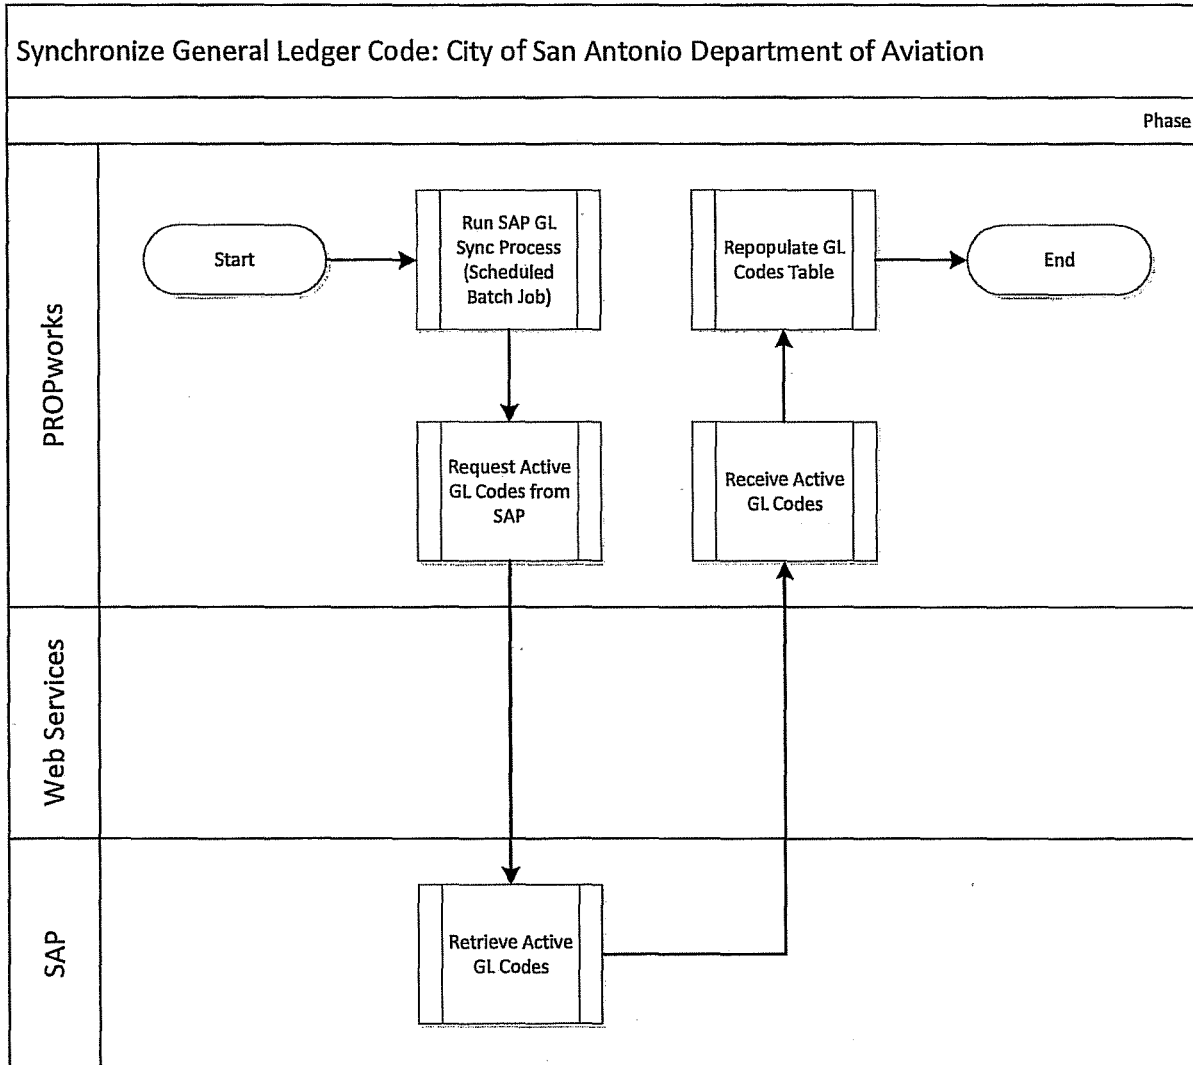 Synchronize General Ledger Code: City of San Antonio Department of Aviation
Phase
PROPworks
Start
Run SAP GL
Sync Process
(Scheduled
Batch Job)
Repopulate GL
Codes Table
End
Request Active
GL Codes from
SAP
Receive Active
GL Codes
Web Services
SAP
Retrieve Active
GL Codes